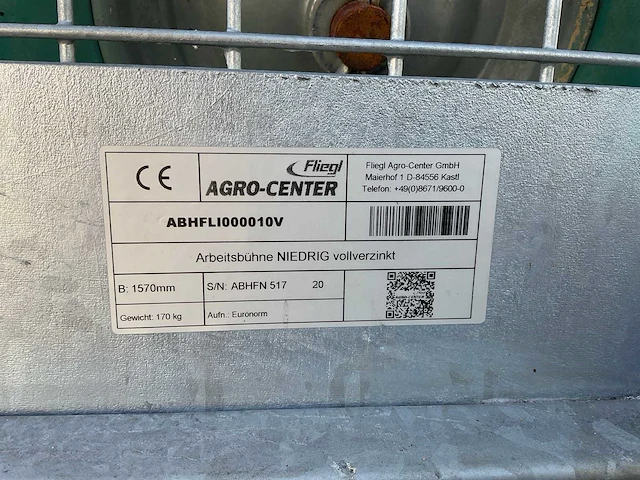 CE
Fliegl
AGRO-CENTER
Fliegl Agro-Center GmbH
Maierhof 1 D-84556 Kastl
Telefon: +49(0)8671/9600-0
ABHFLI000010V
Arbeitsbühne NIEDRIG vollverzinkt
B: 1570mm
S/N: ABHFN 517 20
Gewicht: 170 kg
Aufn.: Euronorm